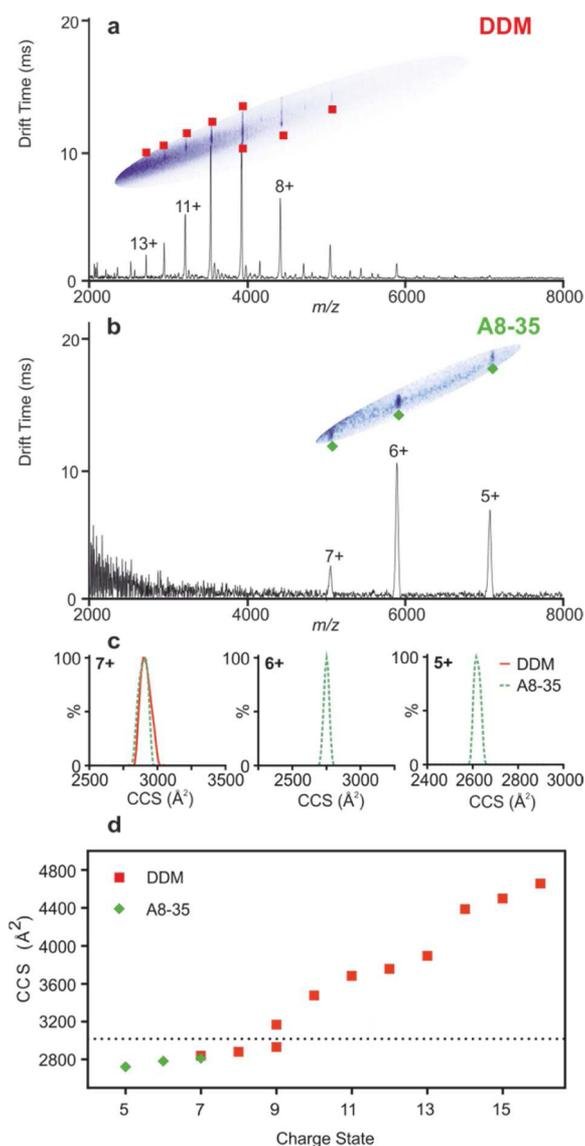 a
DDM
20
Drift Time (ms)
10
8+
11+
13+
0
2000 4000 6000 8000
m/z
b
A8-35
20
Drift Time (ms)
10
6+
5+
7+
0
2000 4000 6000 8000
m/z
c
100 7+ 100 6+ 100 5+ DDM
A8-35
% % %
0 0 0
2500 3000 3500 2500 3000 2400 2600 2800 3000
CCS (Å²) CCS (Å²) CCS (Å²)
d
4800 DDM
4400 A8-35
4000
CCS (Å²)
3600
3200
2800
5 7 9 11 13 15
Charge State